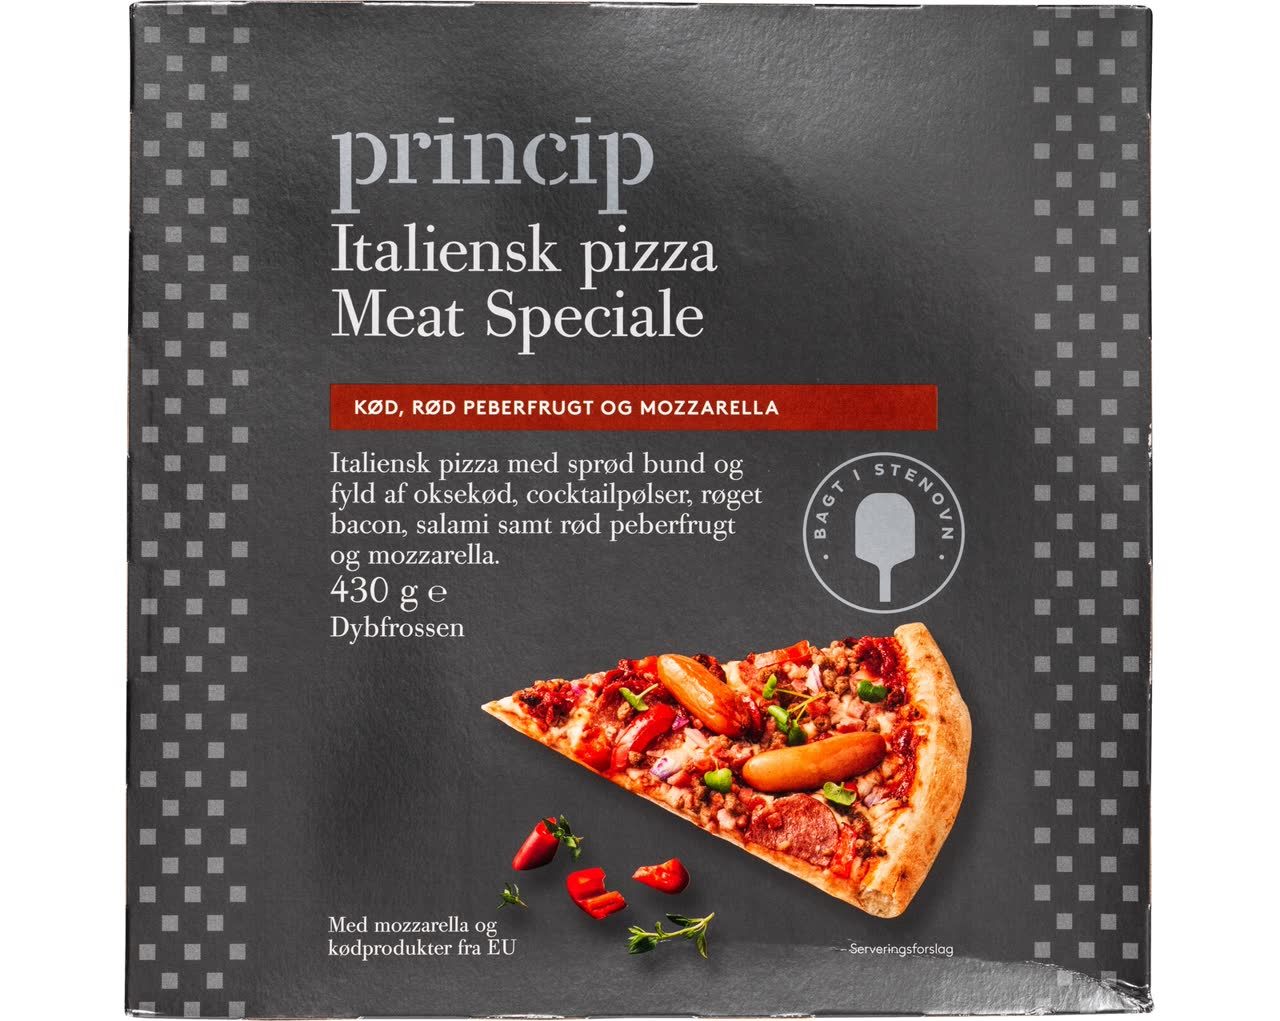 princip
Italiensk pizza
Meat Speciale
KØD, RØD PEBERFRUGT OG MOZZARELLA
Italiensk pizza med sprød bund og
fyld af oksekød, cocktailpølser, røget
bacon, salami samt rød peberfrugt
og mozzarella.
430 g ℮
Dybfrossen
· BAGT I STENOVN ·
Med mozzarella og
kødprodukter fra EU
Serveringsforslag